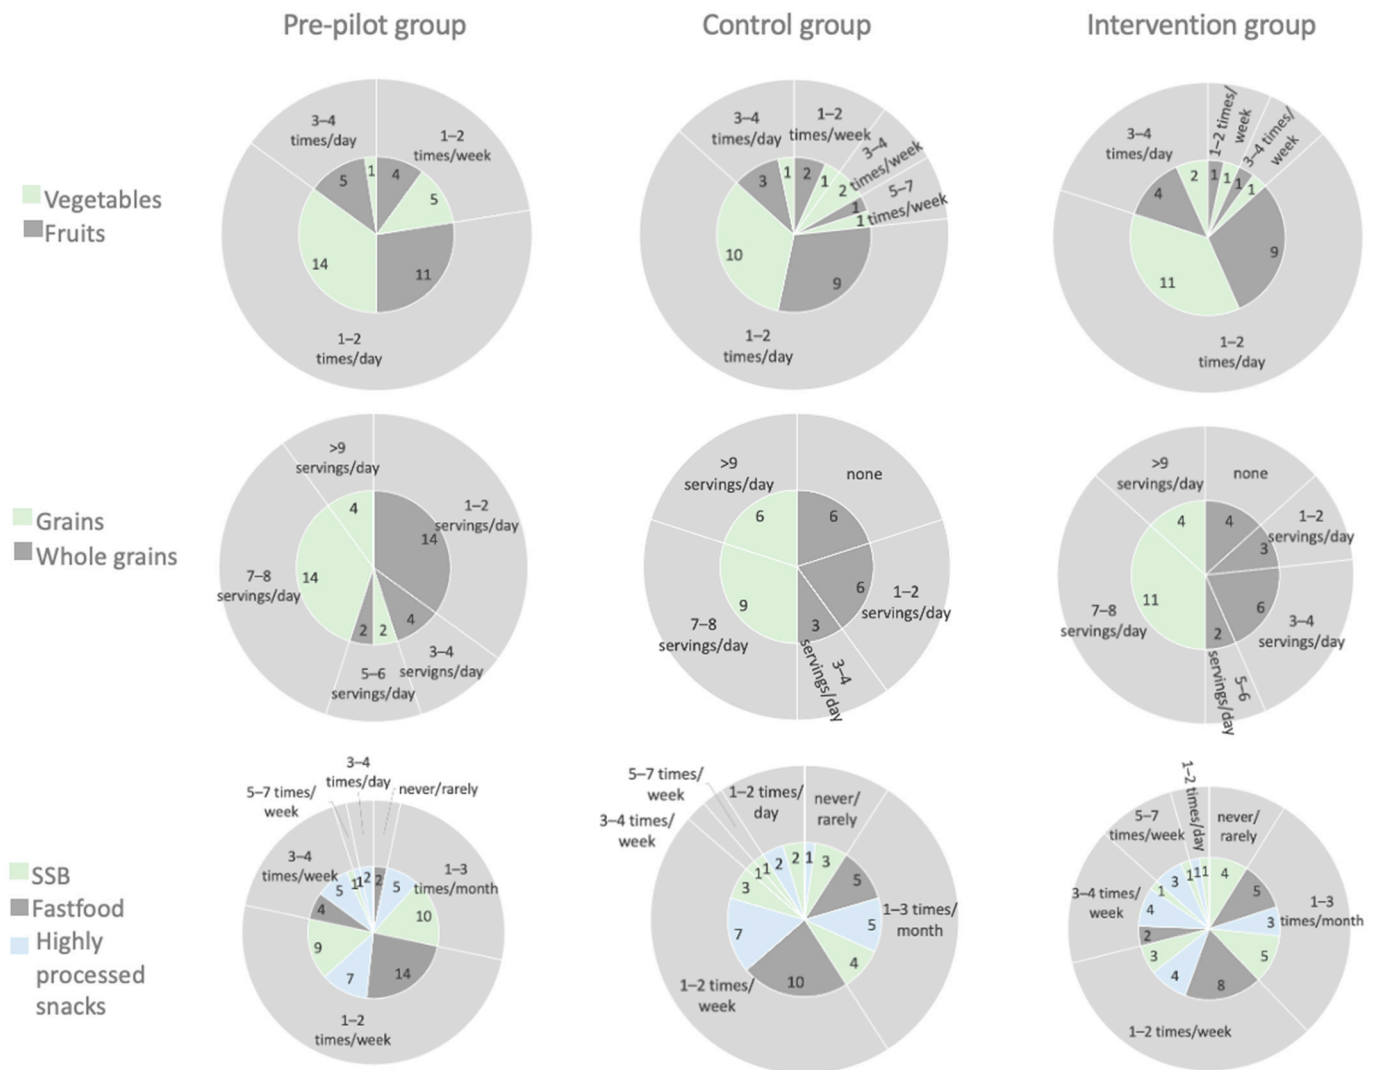 Pre-pilot group
Control group
Intervention group
Vegetables
Fruits
3–4
times/day
1–2
times/week
1–2
times/day
5
1
4
5
11
14
3–4
times/day
1–2
times/week
3–4
times/week
5–7
times/week
1–2
times/day
3
1
2
1
2
1
1
9
10
3–4
times/day
1–2 times/
week
3–4 times/
week
1–2
times/day
4
2
1
1
1
1
9
11
Grains
Whole grains
>9
servings/day
1–2
servings/day
3–4
servigns/day
5–6
servings/day
7–8
servings/day
4
14
4
2
2
14
>9
servings/day
none
1–2
servings/day
3–4
servings/day
7–8
servings/day
6
6
6
3
9
>9
servings/day
none
1–2
servings/day
3–4
servings/day
5–6
servings/day
7–8
servings/day
4
4
3
6
2
11
SSB
Fastfood
Highly
processed
snacks
3–4
times/day
never/rarely
5–7 times/
week
3–4
times/week
1–3
times/month
1–2
times/week
2
5
10
14
7
9
4
5
1
1
2
5–7 times/
week
3–4 times/
week
1–2 times/
day
never/
rarely
1–3 times/
month
1–2 times/
week
1
3
5
5
4
10
7
3
1
1
2
2
1–2 times/day
5–7
times/week
never/
rarely
3–4 times/
week
1–3
times/month
1–2 times/week
4
5
3
5
8
4
3
2
4
1
3
1
1
1